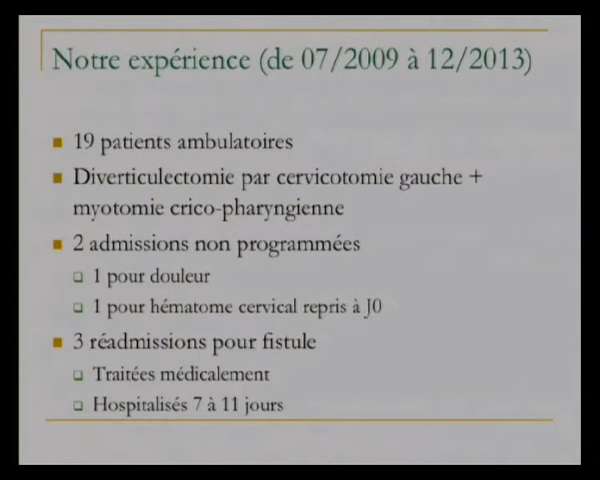 Notre expérience (de 07/2009 à 12/2013)
19 patients ambulatoires
Diverticulectomie par cervicotomie gauche +
myotomie crico-pharyngienne
2 admissions non programmées
1 pour douleur
1 pour hématome cervical repris à J0
3 réadmissions pour fistule
Traitées médicalement
Hospitalisés 7 à 11 jours